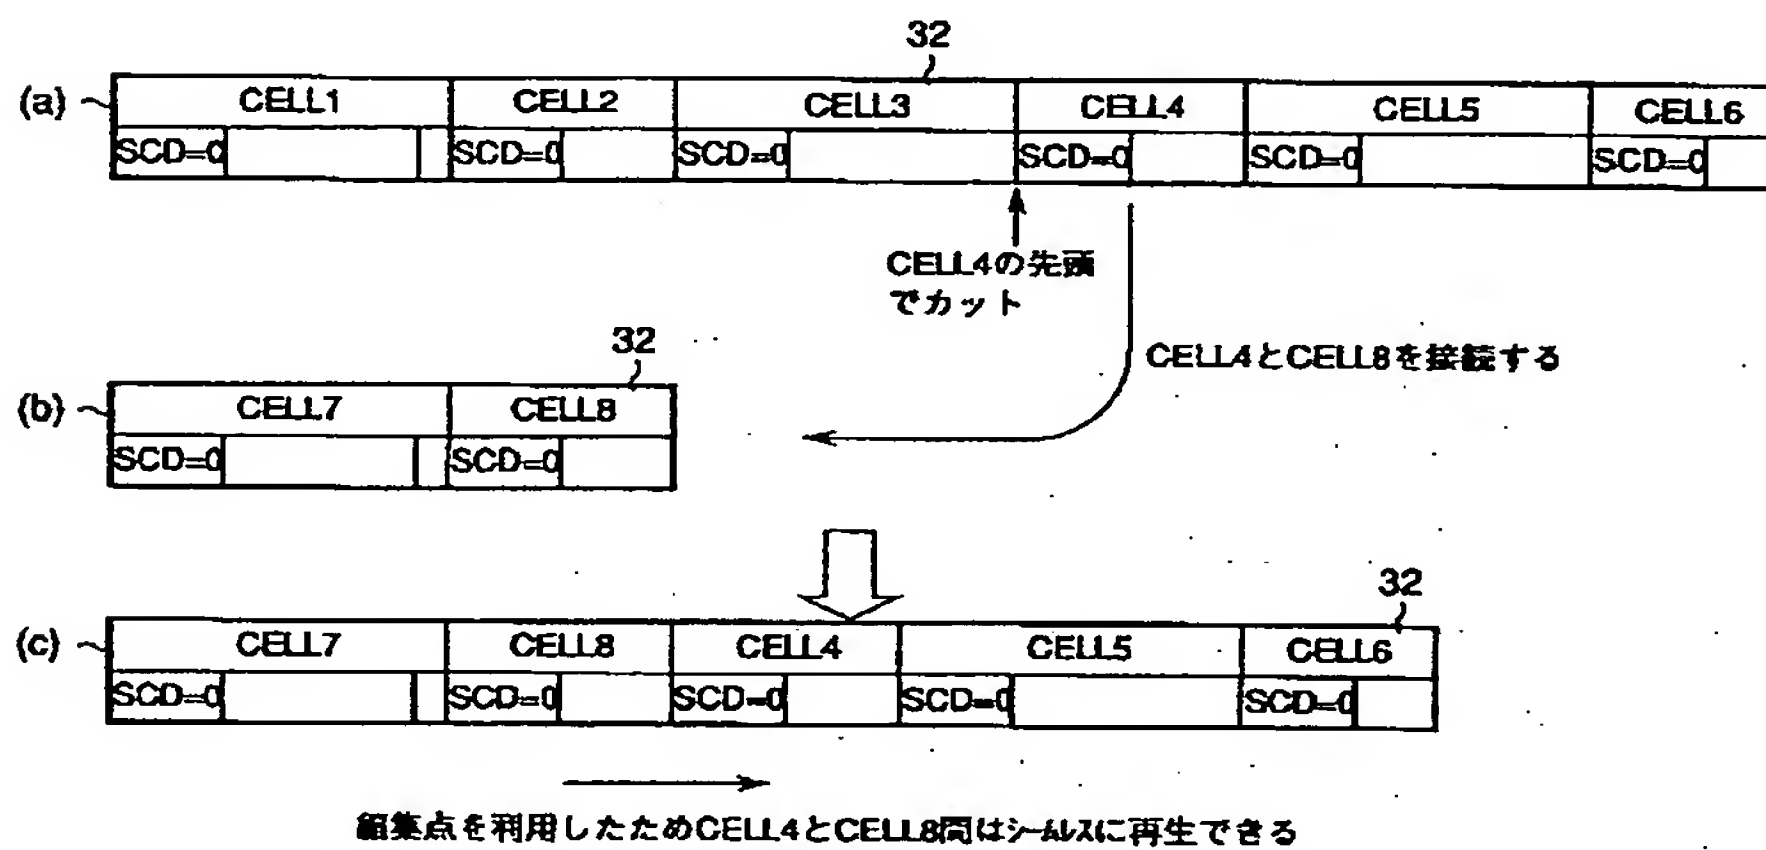 32
(a) CELL1 CELL2 CELL3 CELL4 CELL5 CELL6
SCD=0 SCD=0 SCD=0 SCD=0 SCD=0 SCD=0
CELL4の先頭
でカット
32
CELL4とCELL8を接続する
(b) CELL7 CELL8
SCD=0 SCD=0
32
(c) CELL7 CELL8 CELL4 CELL5 CELL6
SCD=0 SCD=0 SCD=0 SCD=0 SCD=0
編集点を利用したためCELL4とCELL8間はシームレスに再生できる